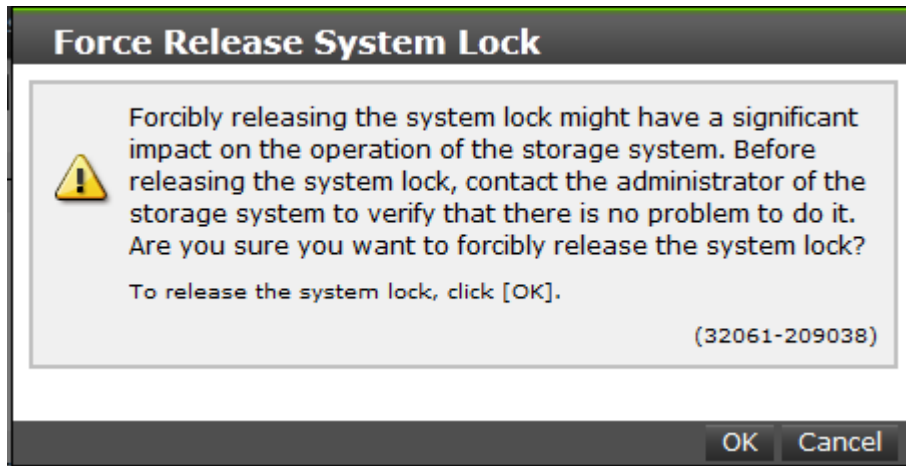 Force Release System Lock
Forcibly releasing the system lock might have a significant
impact on the operation of the storage system. Before
releasing the system lock, contact the administrator of the
storage system to verify that there is no problem to do it.
Are you sure you want to forcibly release the system lock?
To release the system lock, click [OK].
(32061-209038)
OK Cancel